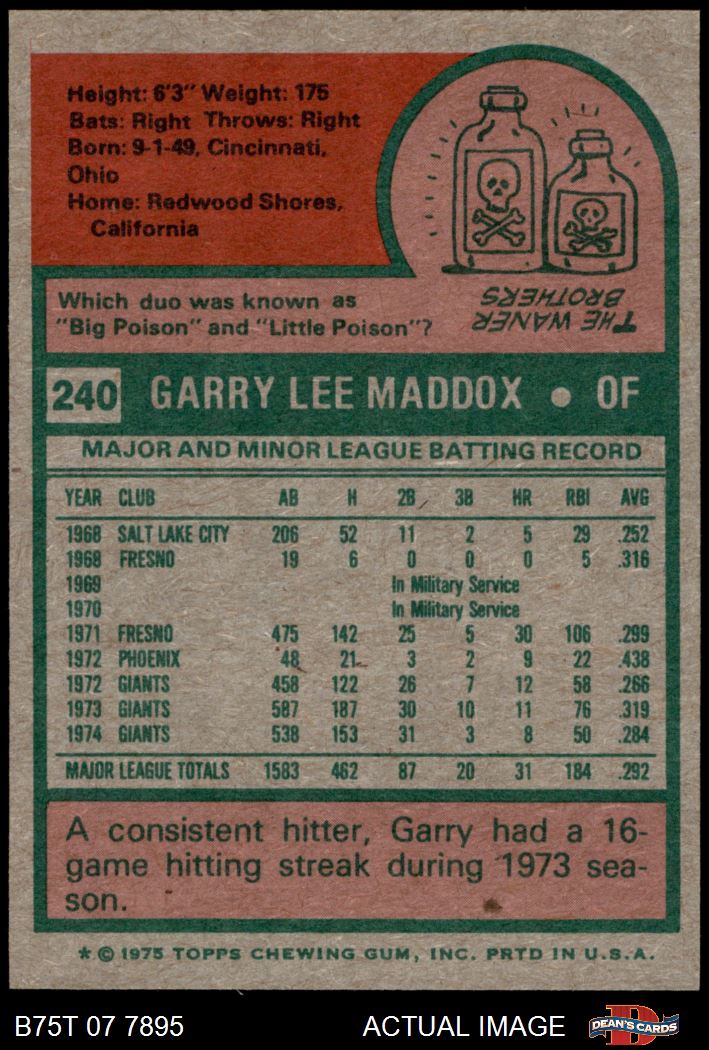 Height: 6'3" Weight: 175
Bats: Right Throws: Right
Born: 9-1-49, Cincinnati,
Ohio
Home: Redwood Shores,
California
Which duo was known as
"Big Poison" and "Little Poison"?
THE WANER
BROTHERS
240 GARRY LEE MADDOX • OF
MAJOR AND MINOR LEAGUE BATTING RECORD
YEAR CLUB AB H 2B 3B HR RBI AVG
1968 SALT LAKE CITY 206 52 11 2 5 29 .252
1968 FRESNO 19 6 0 0 0 5 .316
1969 In Military Service
1970 In Military Service
1971 FRESNO 475 142 25 5 30 106 .299
1972 PHOENIX 48 21 3 2 9 22 .438
1972 GIANTS 458 122 26 7 12 58 .266
1973 GIANTS 587 187 30 10 11 76 .319
1974 GIANTS 538 153 31 3 8 50 .284
MAJOR LEAGUE TOTALS 1583 462 87 20 31 184 .292
A consistent hitter, Garry had a 16-
game hitting streak during 1973 sea-
son.
* © 1975 TOPPS CHEWING GUM, INC. PRTD IN U.S.A.
B75T 07 7895 ACTUAL IMAGE D DEAN'S CARDS